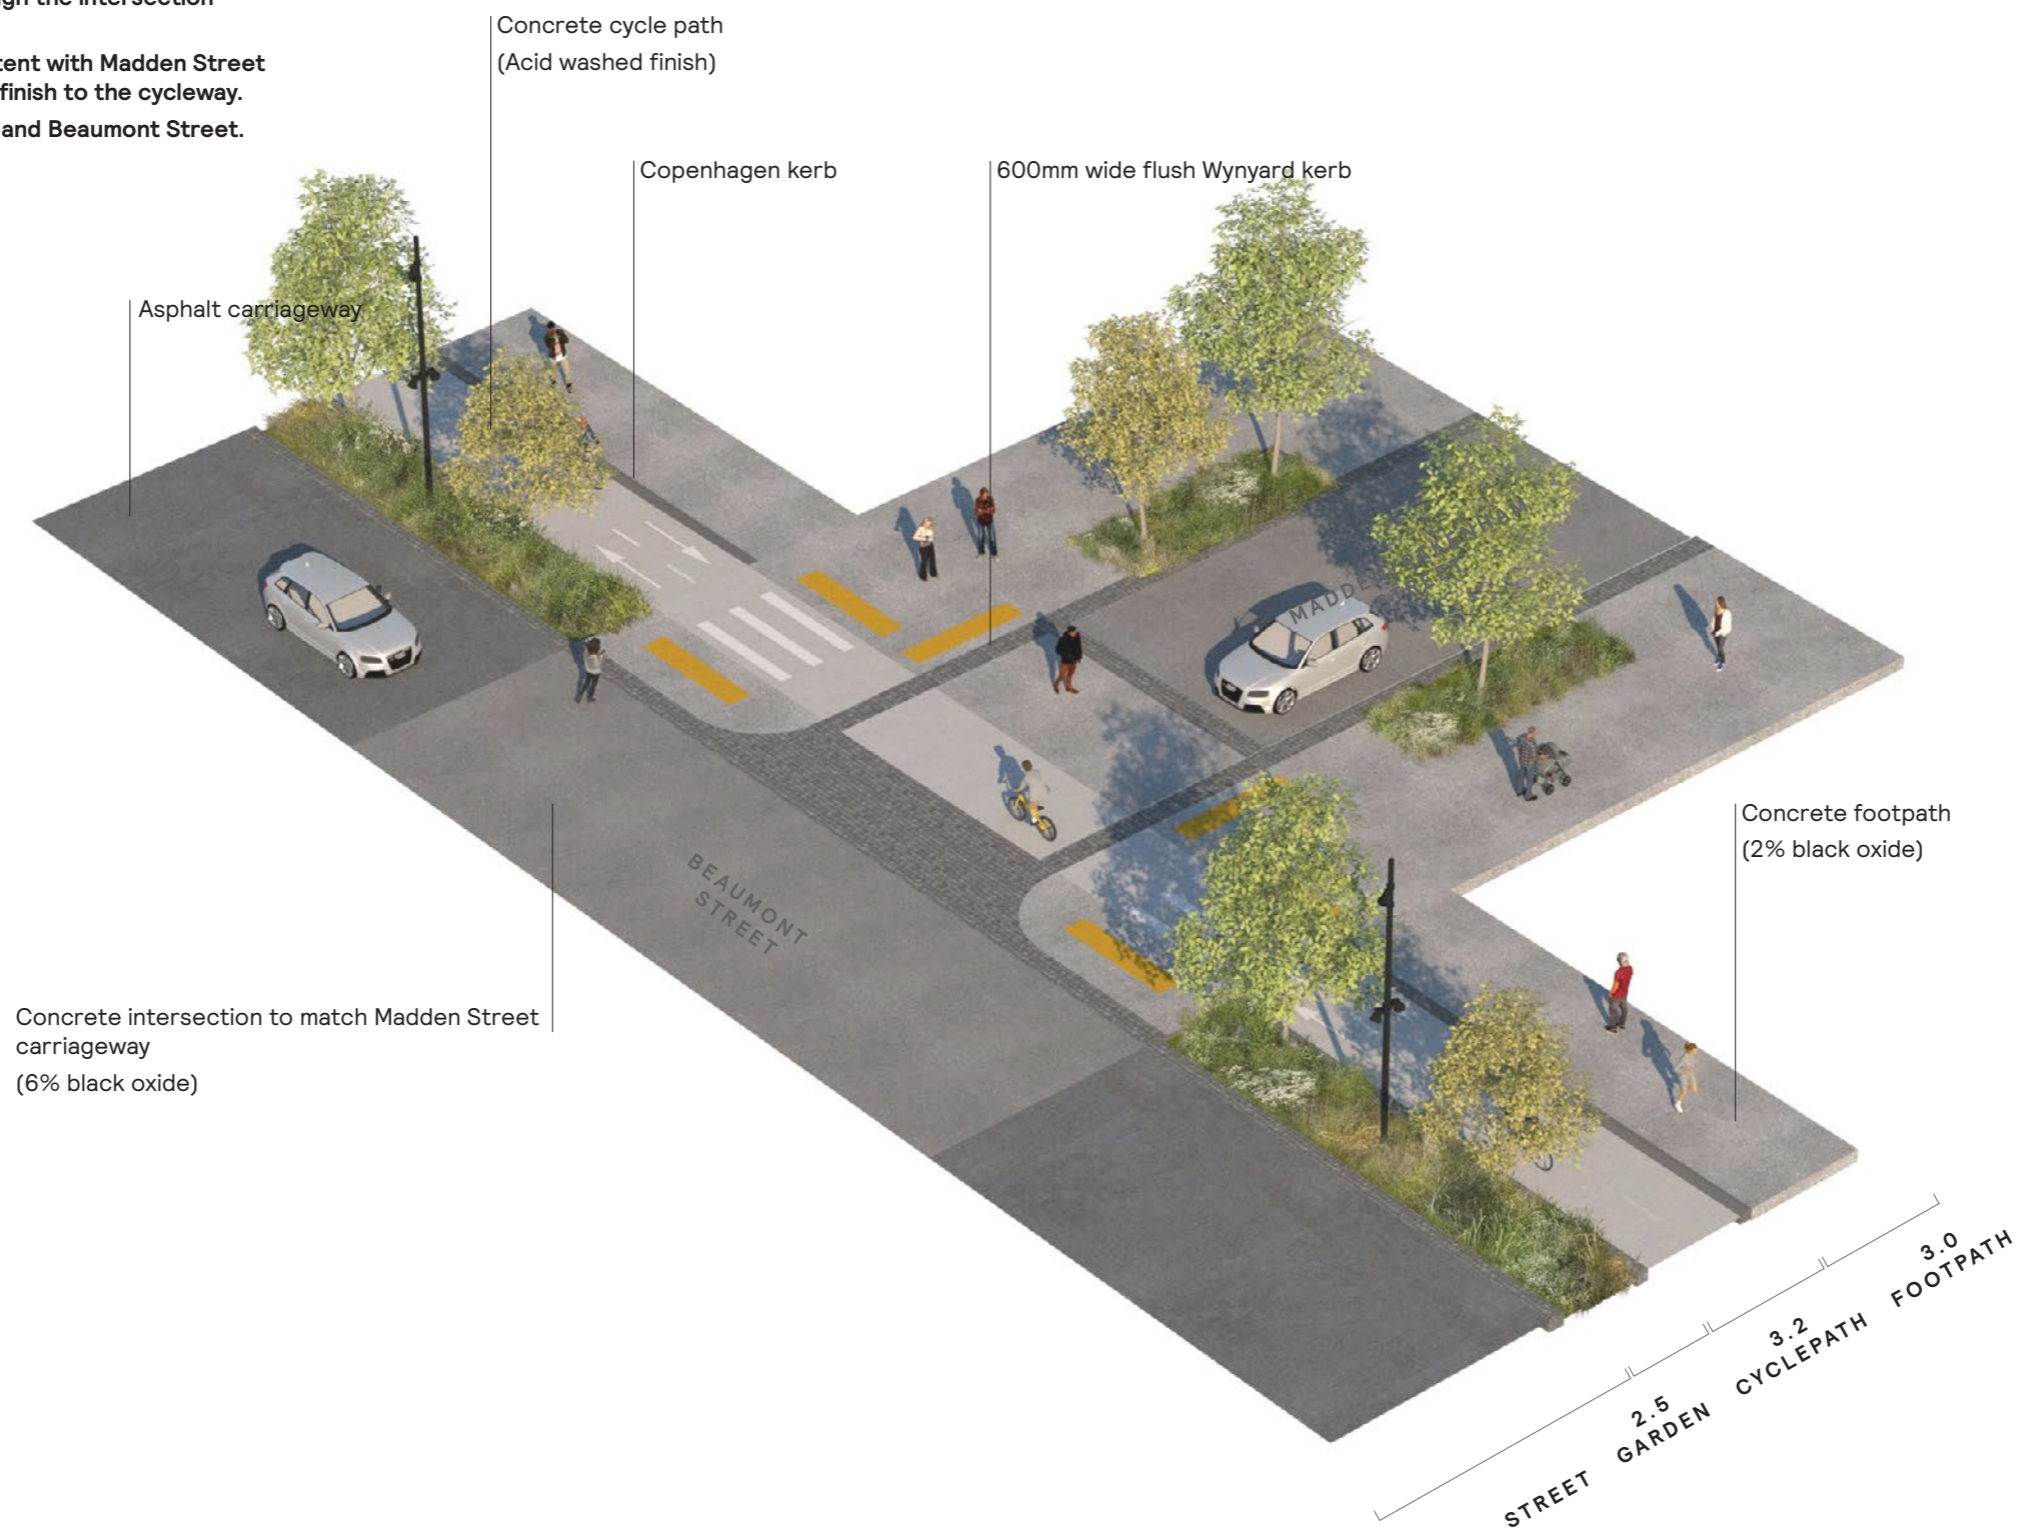 the intersection
with Madden Street
finish to the cycleway.
and Beaumont Street.
Concrete cycle path
(Acid washed finish)
Copenhagen kerb
600mm wide flush Wynyard kerb
Asphalt carriageway
BEAUMONT
STREET
Concrete footpath
(2% black oxide)
Concrete intersection to match Madden Street
carriageway
(6% black oxide)
3.0
FOOTPATH
3.2
CYCLEPATH
2.5
GARDEN
STREET